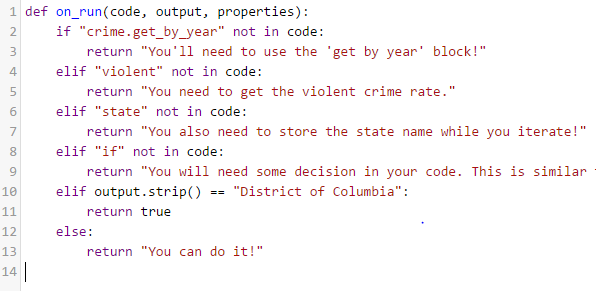 1 def on_run(code, output, properties):
2     if "crime.get_by_year" not in code:
3         return "You'll need to use the 'get by year' block!"
4     elif "violent" not in code:
5         return "You need to get the violent crime rate."
6     elif "state" not in code:
7         return "You also need to store the state name while you iterate!"
8     elif "if" not in code:
9         return "You will need some decision in your code. This is similar
10     elif output.strip() == "District of Columbia":
11         return true
12     else:
13         return "You can do it!"
14